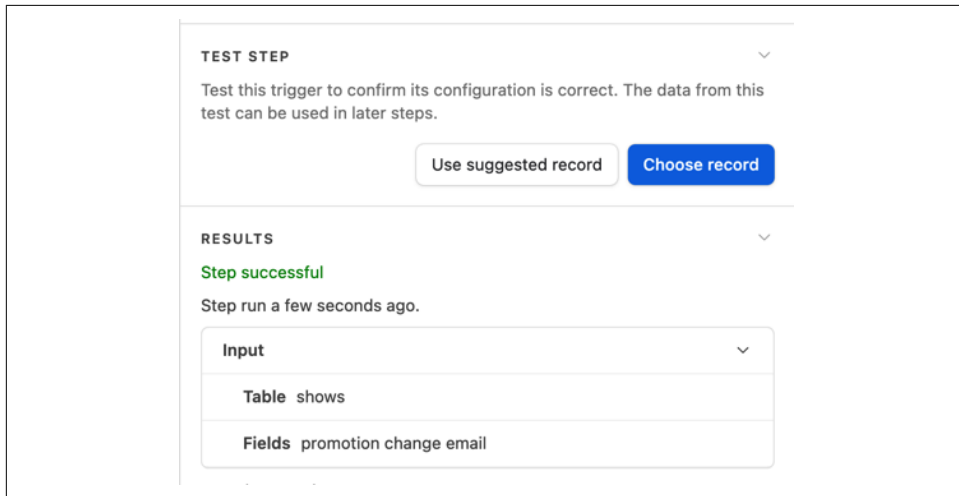 TEST STEP
Test this trigger to confirm its configuration is correct. The data from this
test can be used in later steps.
Use suggested record
Choose record
RESULTS
Step successful
Step run a few seconds ago.
Input
Table shows
Fields promotion change email